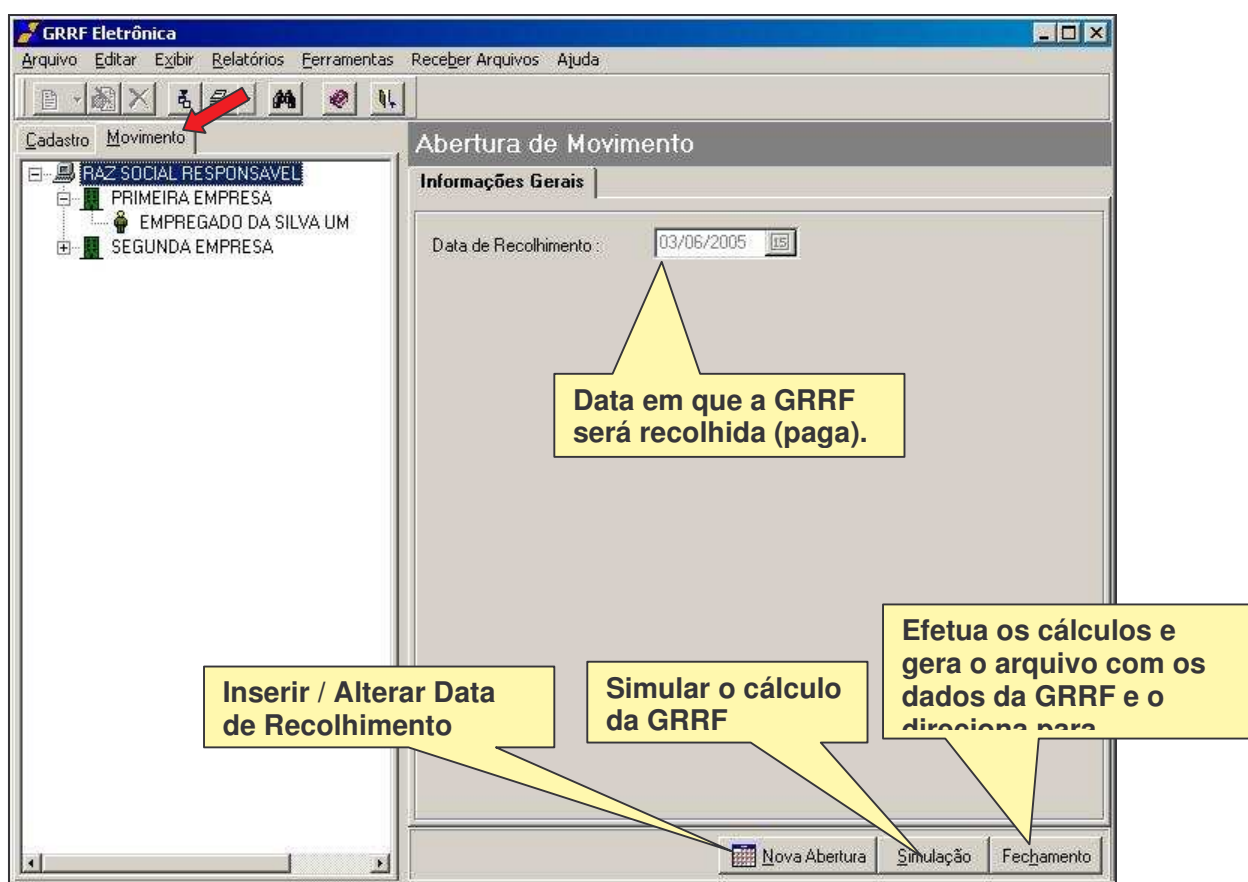 GRRF Eletrônica
Arquivo Editar Exibir Relatórios Ferramentas Receber Arquivos Ajuda
Cadastro Movimento
RAZ SOCIAL RESPONSAVEL
PRIMEIRA EMPRESA
EMPREGADO DA SILVA UM
SEGUNDA EMPRESA
Abertura de Movimento
Informações Gerais
Data de Recolhimento : 03/06/2005 15
Data em que a GRRF
será recolhida (paga).
Inserir / Alterar Data
de Recolhimento
Simular o cálculo
da GRRF
Efetua os cálculos e
gera o arquivo com os
dados da GRRF e o
direciona para
Nova Abertura Simulação Fechamento